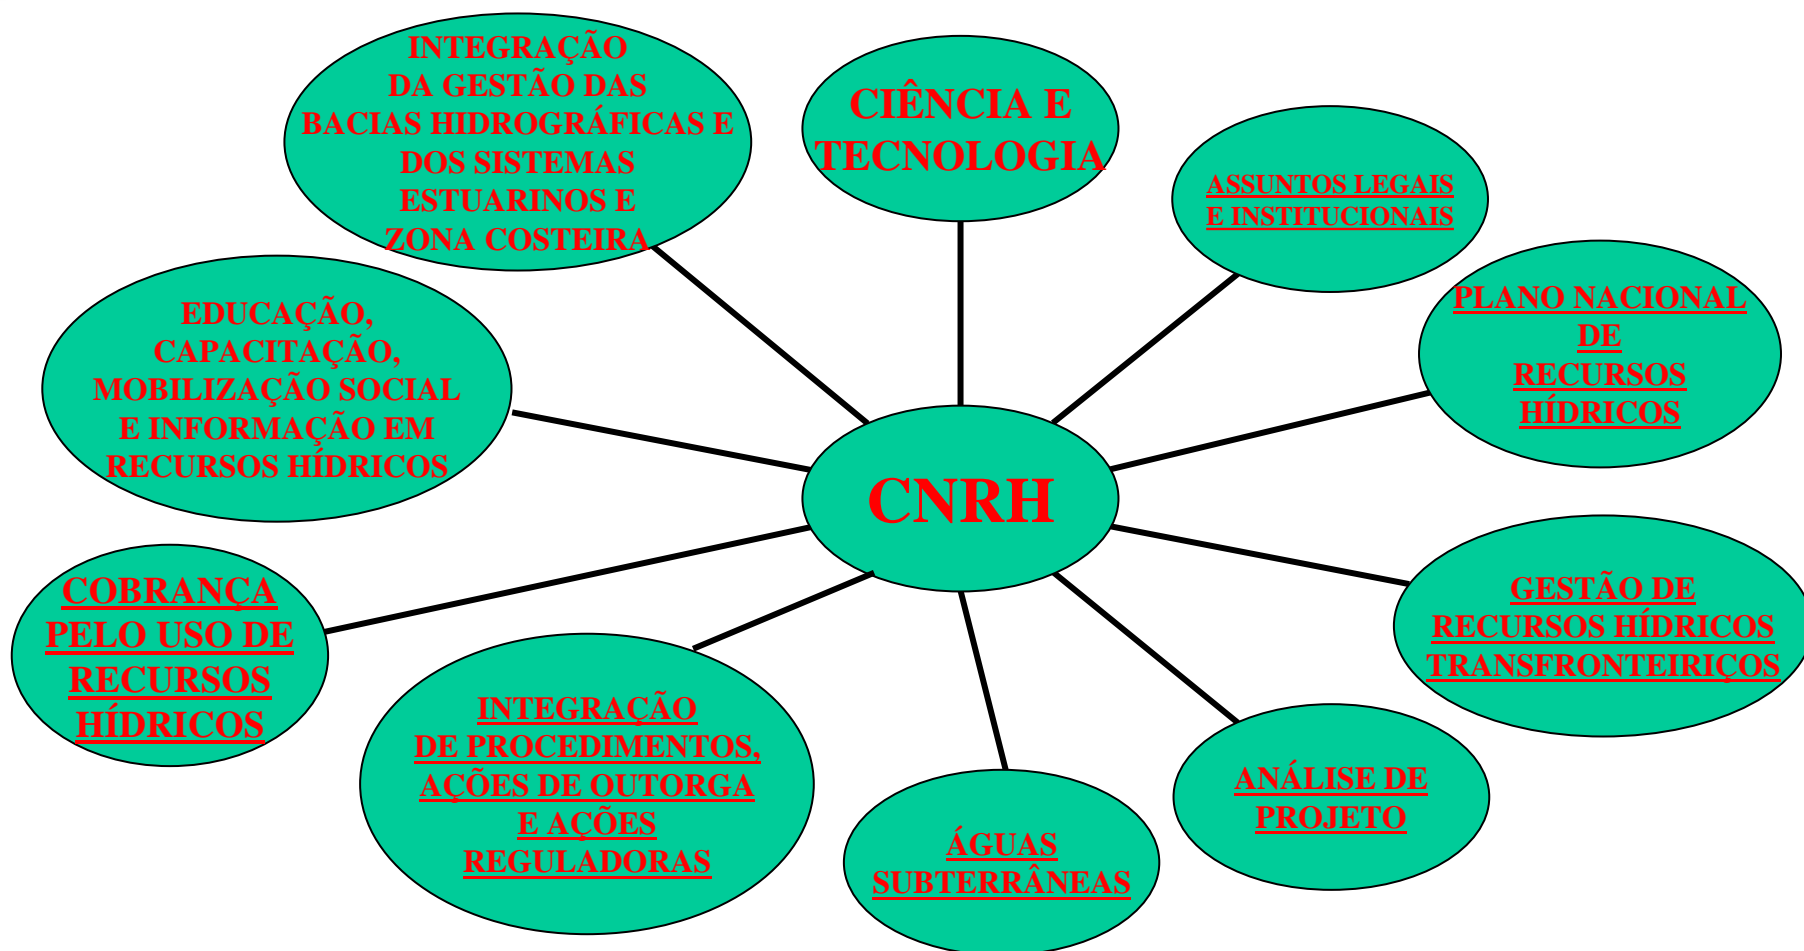 INTEGRAÇÃO
DA GESTÃO DAS
BACIAS HIDROGRÁFICAS E
DOS SISTEMAS
ESTUARINOS E
ZONA COSTEIRA
CIÊNCIA E
TECNOLOGIA
ASSUNTOS LEGAIS
E INSTITUCIONAIS
PLANO NACIONAL
DE
RECURSOS
HÍDRICOS
EDUCAÇÃO,
CAPACITAÇÃO,
MOBILIZAÇÃO SOCIAL
E INFORMAÇÃO EM
RECURSOS HÍDRICOS
CNRH
COBRANÇA
PELO USO DE
RECURSOS
HÍDRICOS
GESTÃO DE
RECURSOS HÍDRICOS
TRANSFRONTEIRIÇOS
INTEGRAÇÃO
DE PROCEDIMENTOS,
AÇÕES DE OUTORGA
E AÇÕES
REGULADORAS
ÁGUAS
SUBTERRÂNEAS
ANÁLISE DE
PROJETO